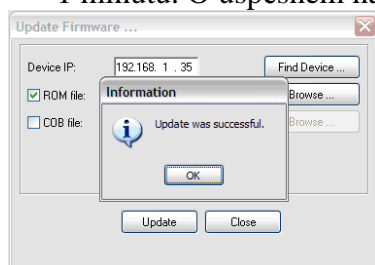 Update Firmware ...
Device IP: 192.168. 1 . 35 Find Device ...
ROM file: Browse ...
Information
COB file: Browse ...
Update was successful.
OK
Update Close